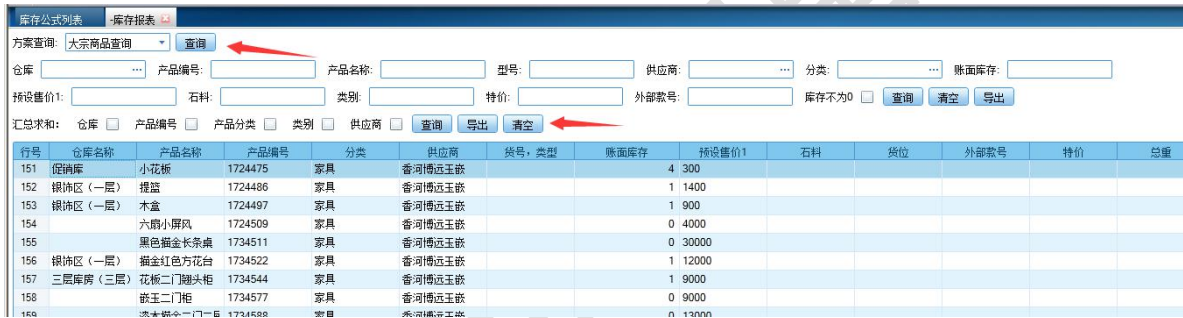 库存公式列表 -库存报表
方案查询: 大宗商品查询 查询
仓库 ... 产品编号: 产品名称: 型号: 供应商: ... 分类: ... 账面库存:
预设售价1: 石料: 类别: 特价: 外部款号: 库存不为0 查询 清空 导出
汇总求和: 仓库 产品编号 产品分类 类别 供应商 查询 导出 清空
行号 仓库名称 产品名称 产品编号 分类 供应商 货号,类型 账面库存 预设售价1 石料 货位 外部款号 特价 总重
151 促销库 小花板 1724475 家具 香河博远玉嵌 4 300
152 银饰区(一层) 提篮 1724486 家具 香河博远玉嵌 1 1400
153 银饰区(一层) 木盒 1724497 家具 香河博远玉嵌 1 900
154 六扇小屏风 1724509 家具 香河博远玉嵌 0 4000
155 黑色描金长条桌 1734511 家具 香河博远玉嵌 0 30000
156 银饰区(一层) 描金红色方花台 1734522 家具 香河博远玉嵌 1 12000
157 三层库房(三层) 花板二门翘头柜 1734544 家具 香河博远玉嵌 1 9000
158 嵌玉二门柜 1734577 家具 香河博远玉嵌 0 9000
159 1734588 家具 香河博远玉嵌 0 13000